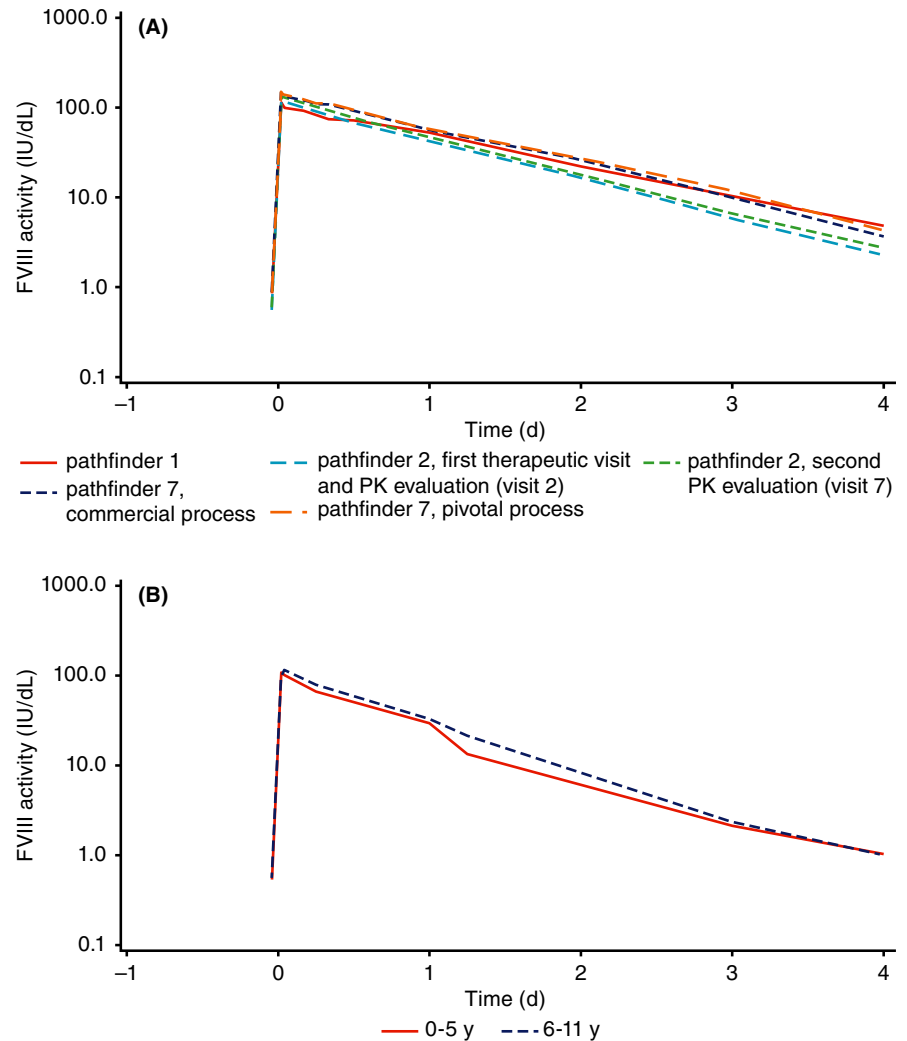 (A)
1000.0
100.0
10.0
1.0
0.1
FVIII activity (IU/dL)
–1 0 1 2 3 4
Time (d)
pathfinder 1
pathfinder 7,
commercial process
pathfinder 2, first therapeutic visit
and PK evaluation (visit 2)
pathfinder 7, pivotal process
pathfinder 2, second
PK evaluation (visit 7)
(B)
1000.0
100.0
10.0
1.0
0.1
FVIII activity (IU/dL)
–1 0 1 2 3 4
Time (d)
0-5 y 6-11 y